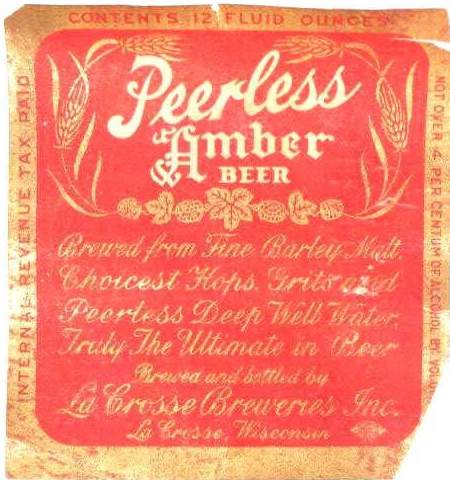 CONTENTS 12 FLUID OUNCES
INTERNAL REVENUE TAX PAID
Peerless
Amber
BEER
Brewed from Fine Barley Malt,
Choicest Hops, Grits and
Peerless Deep Well Water,
Truly The Ultimate in Beer
Brewed and bottled by
La Crosse Breweries Inc.
La Crosse, Wisconsin
NOT OVER 4 PER CENTUM OF ALCOHOL BY